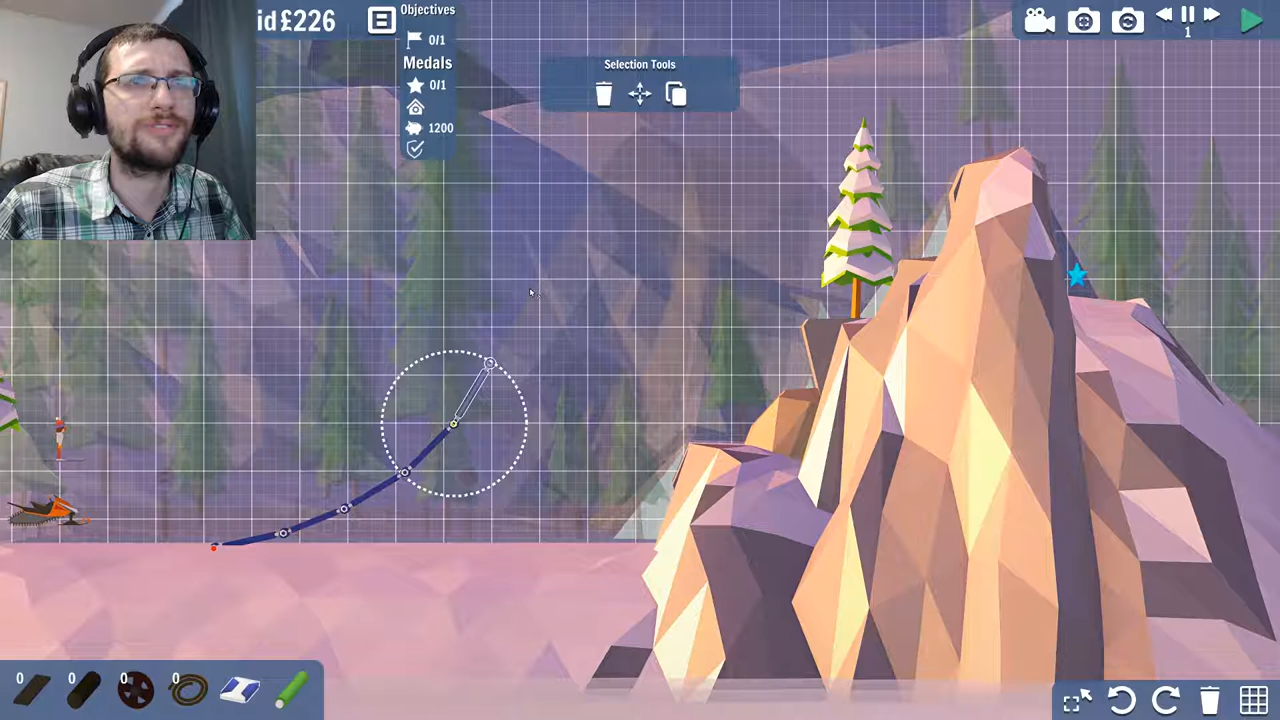 id£226
Objectives
0/1
Medals
0/1
1200
Selection Tools
1
0 0 0 0